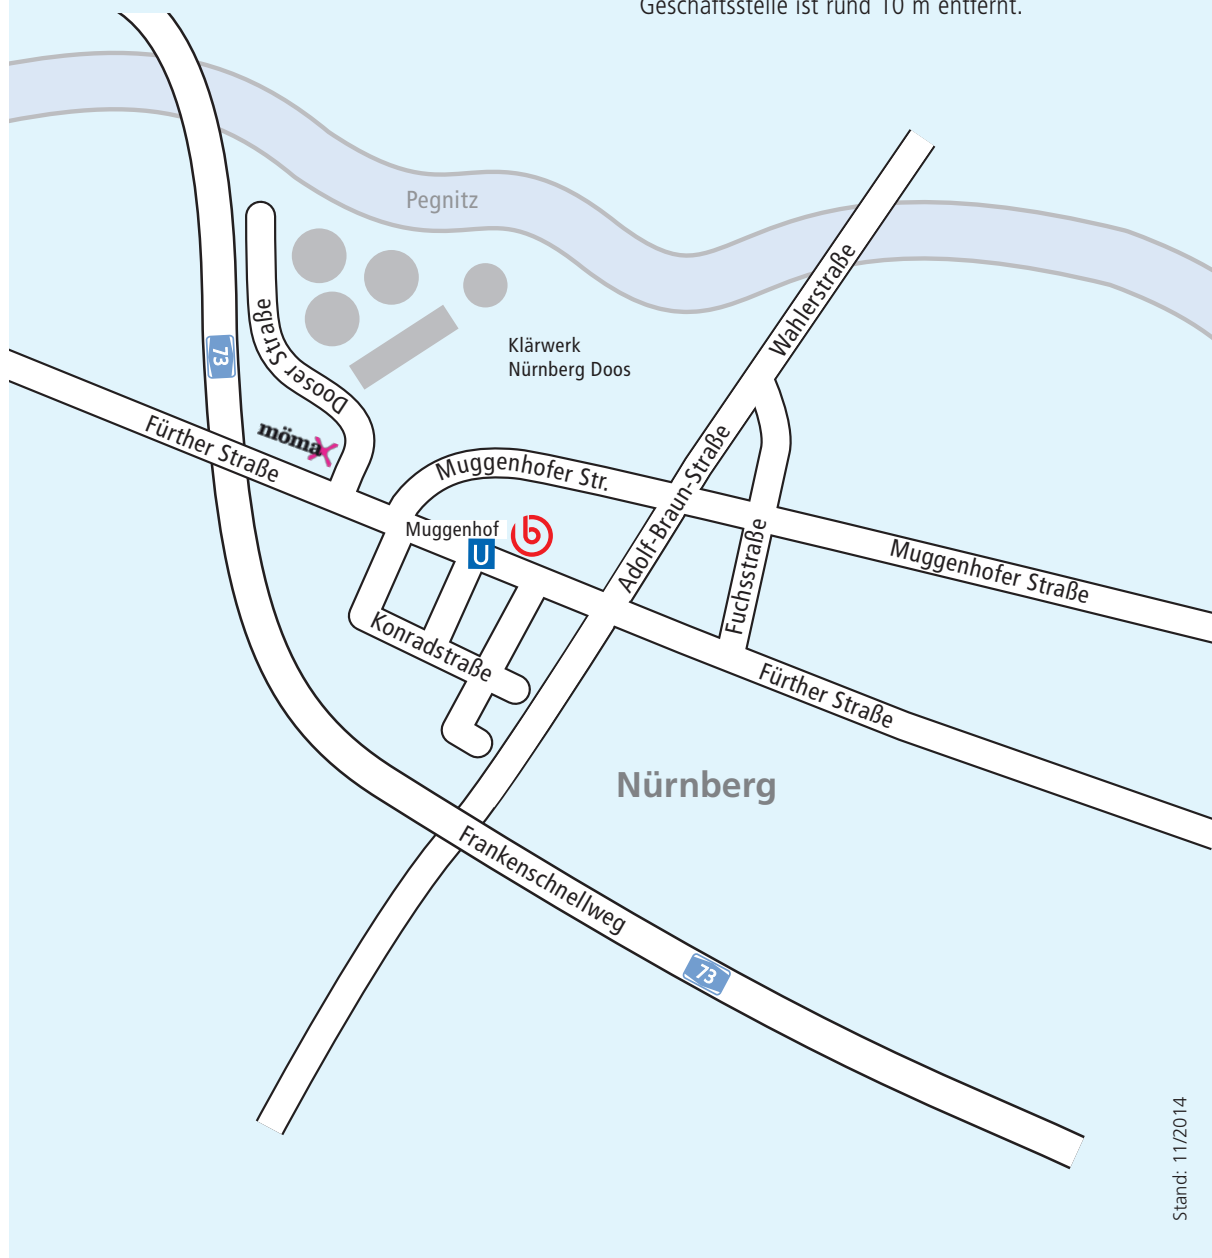 Geschäftsstelle ist rund 10 m entfernt.
Pegnitz
Wahlerstraße
Dooser Straße
73
Klärwerk
Nürnberg Doos
Fürther Straße
mömax
Adolf-Braun-Straße
Muggenhofer Str.
Muggenhof
b
U
Fuchsstraße
Muggenhofer Straße
Konradstraße
Fürther Straße
Nürnberg
Frankenschnellweg
73
Stand: 11/2014